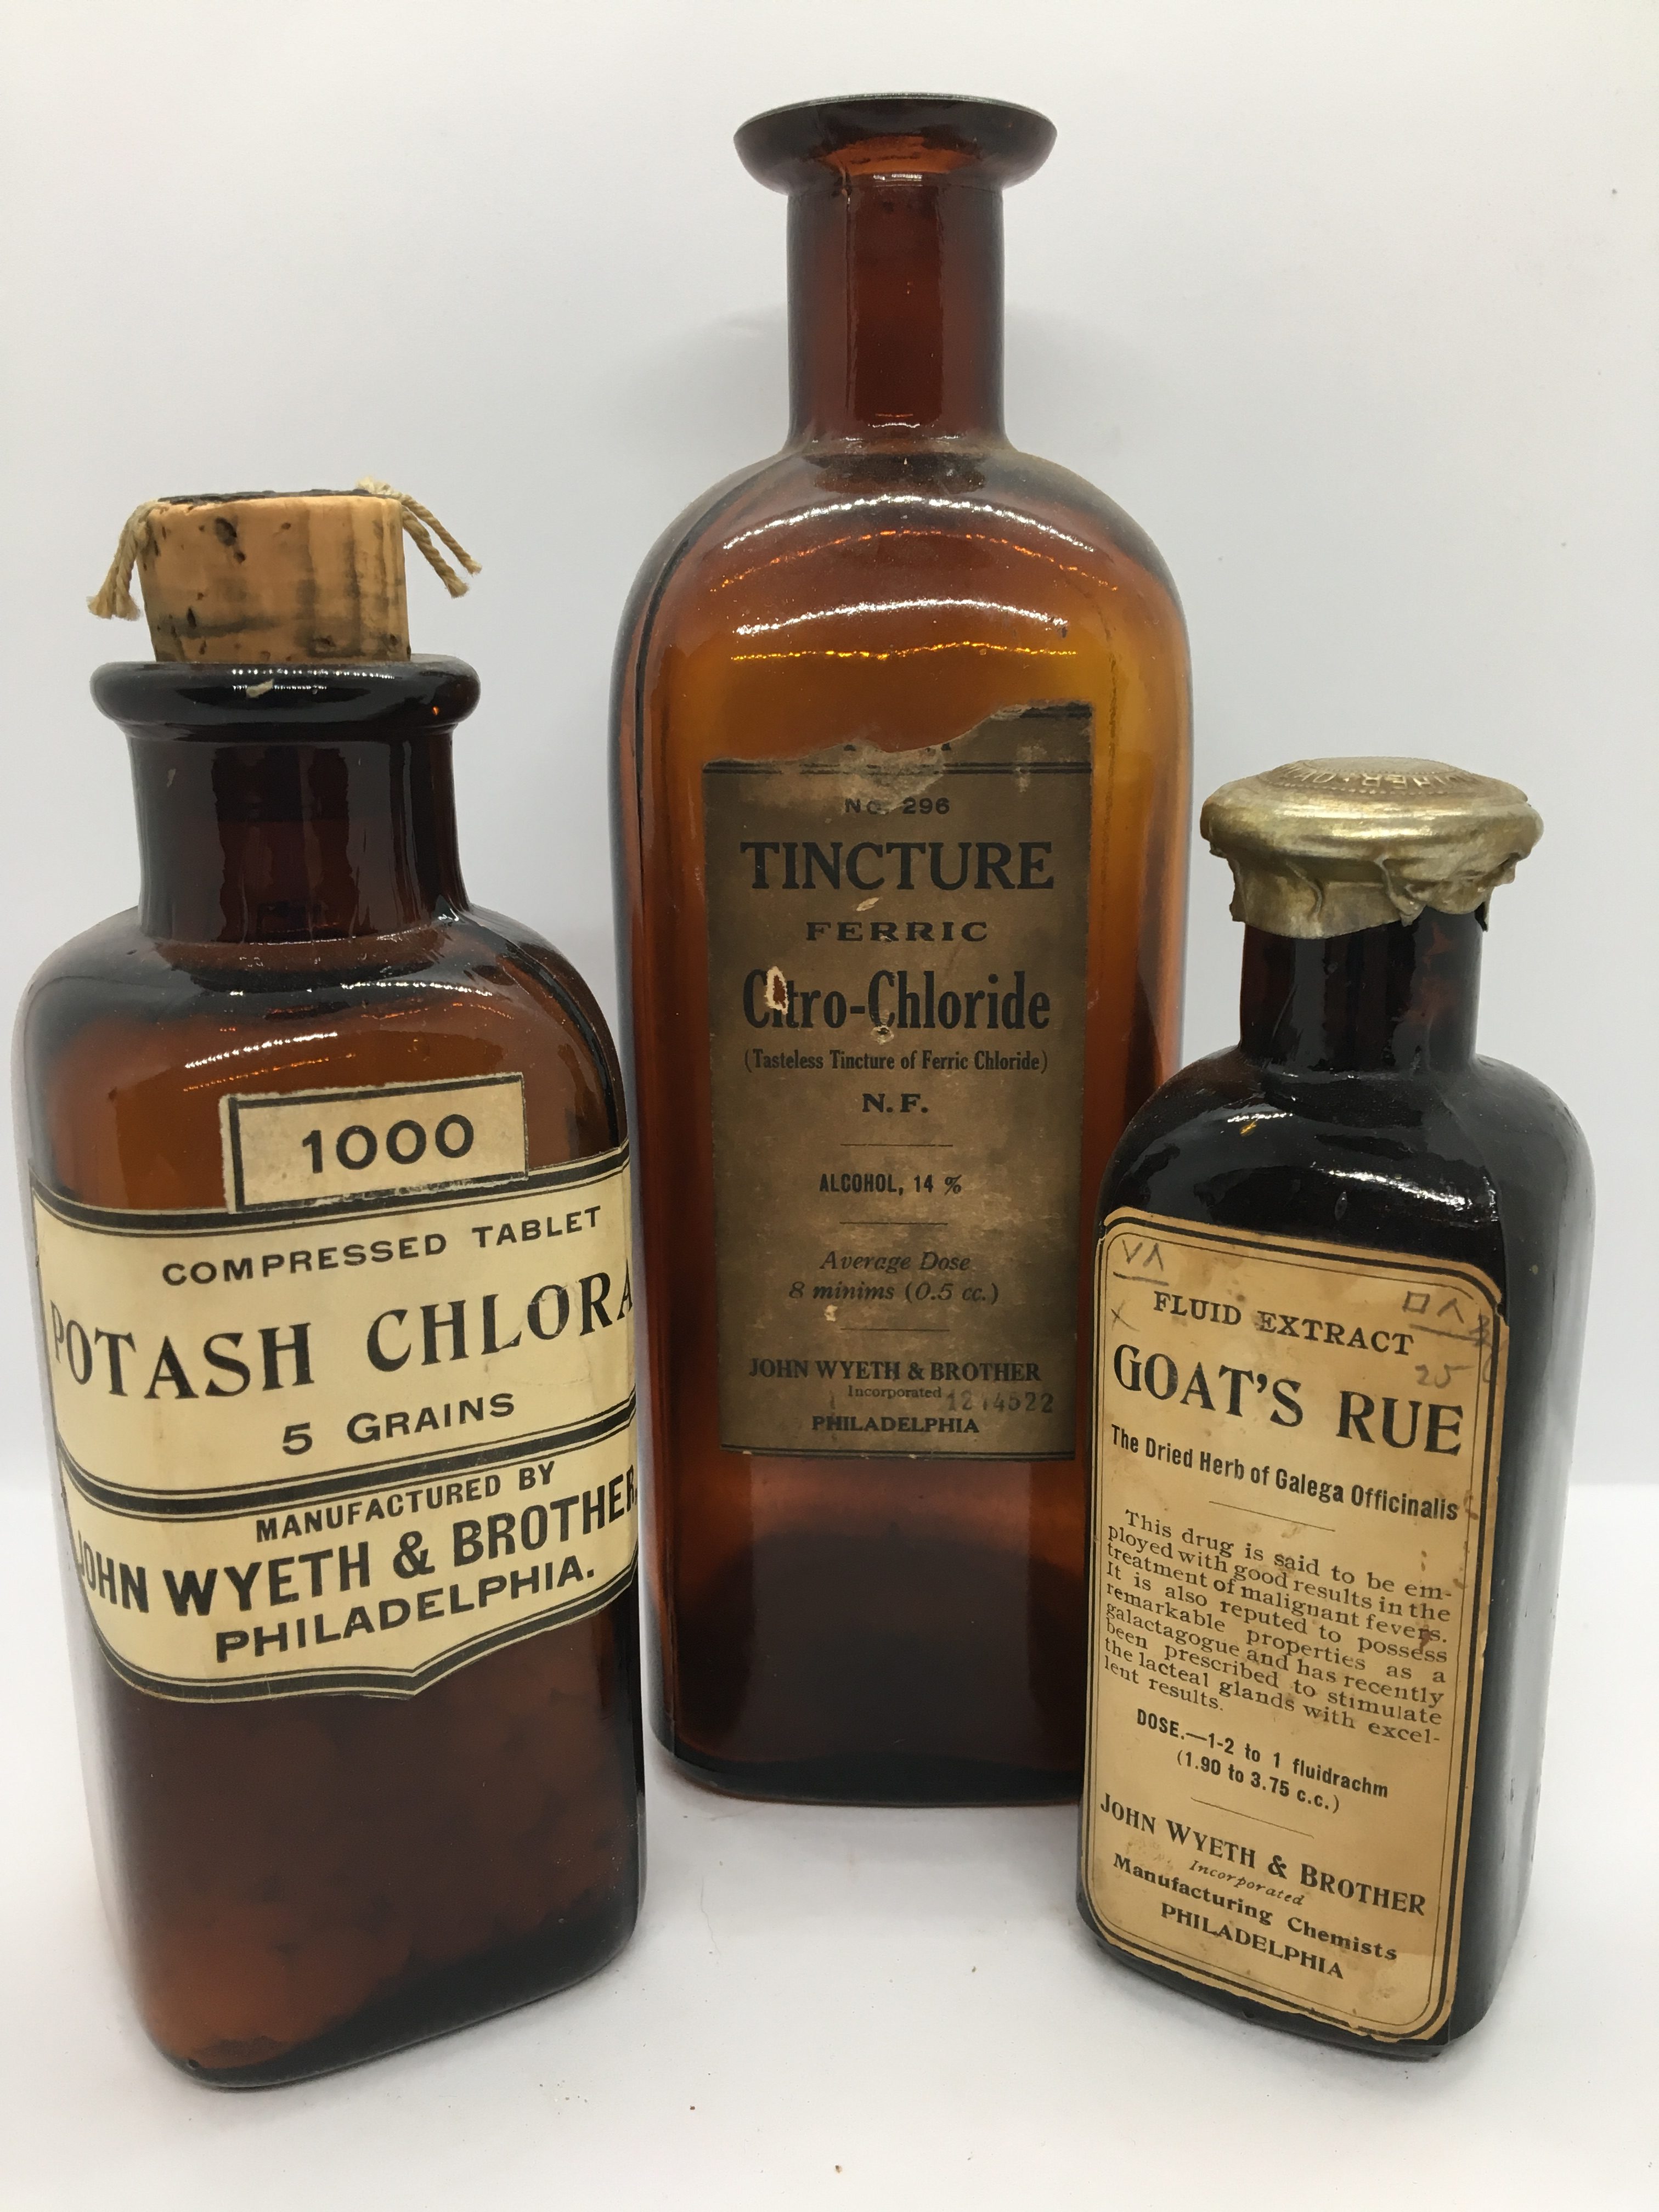 1000
COMPRESSED TABLET
POTASH CHLORA
5 GRAINS
MANUFACTURED BY
JOHN WYETH & BROTHER
PHILADELPHIA.
No. 296
TINCTURE
FERRIC
Citro-Chloride
(Tasteless Tincture of Ferric Chloride)
N. F.
ALCOHOL, 14 %
Average Dose
8 minims (0.5 cc.)
JOHN WYETH & BROTHER
Incorporated
PHILADELPHIA
FLUID EXTRACT
25
GOAT'S RUE
The Dried Herb of Galega Officinalis
This drug is said to be em-
ployed with good results in the
treatment of malignant fevers.
It is also reputed to possess
remarkable properties as a
galactagogue and has recently
been prescribed to stimulate
the lacteal glands with excel-
lent results.
DOSE.—1-2 to 1 fluidrachm
(1.90 to 3.75 c.c.)
JOHN WYETH & BROTHER
Incorporated
Manufacturing Chemists
PHILADELPHIA